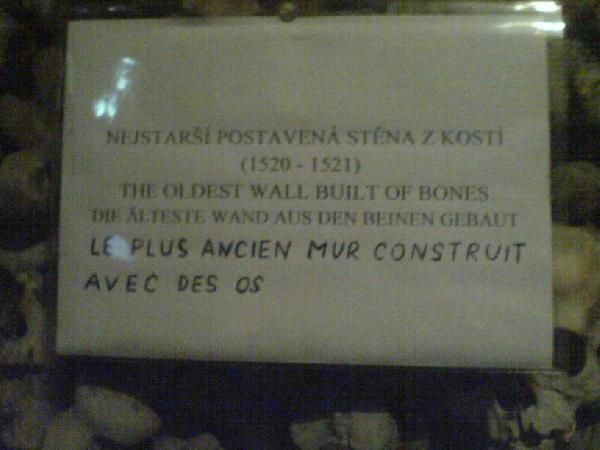 NEJSTARŠÍ POSTAVENÁ STĚNA Z KOSTÍ
(1520 - 1521)
THE OLDEST WALL BUILT OF BONES
DIE ÄLTESTE WAND AUS DEN BEINEN GEBAUT
LE PLUS ANCIEN MUR CONSTRUIT
AVEC DES OS